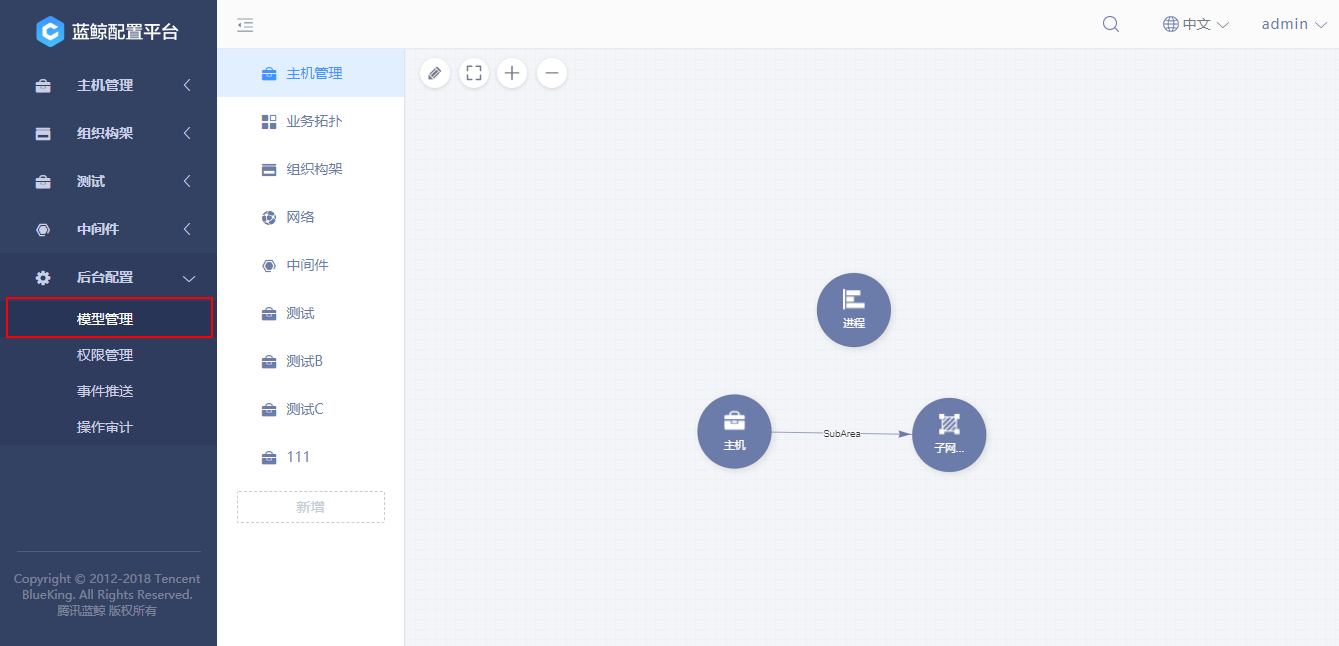 蓝鲸配置平台
主机管理
组织构架
测试
中间件
后台配置
模型管理
权限管理
事件推送
操作审计
Copyright © 2012-2018 Tencent
BlueKing. All Rights Reserved.
腾讯蓝鲸 版权所有
中文
admin
主机管理
业务拓扑
组织构架
网络
中间件
测试
测试B
测试C
111
新增
进程
主机
SubArea
子网...